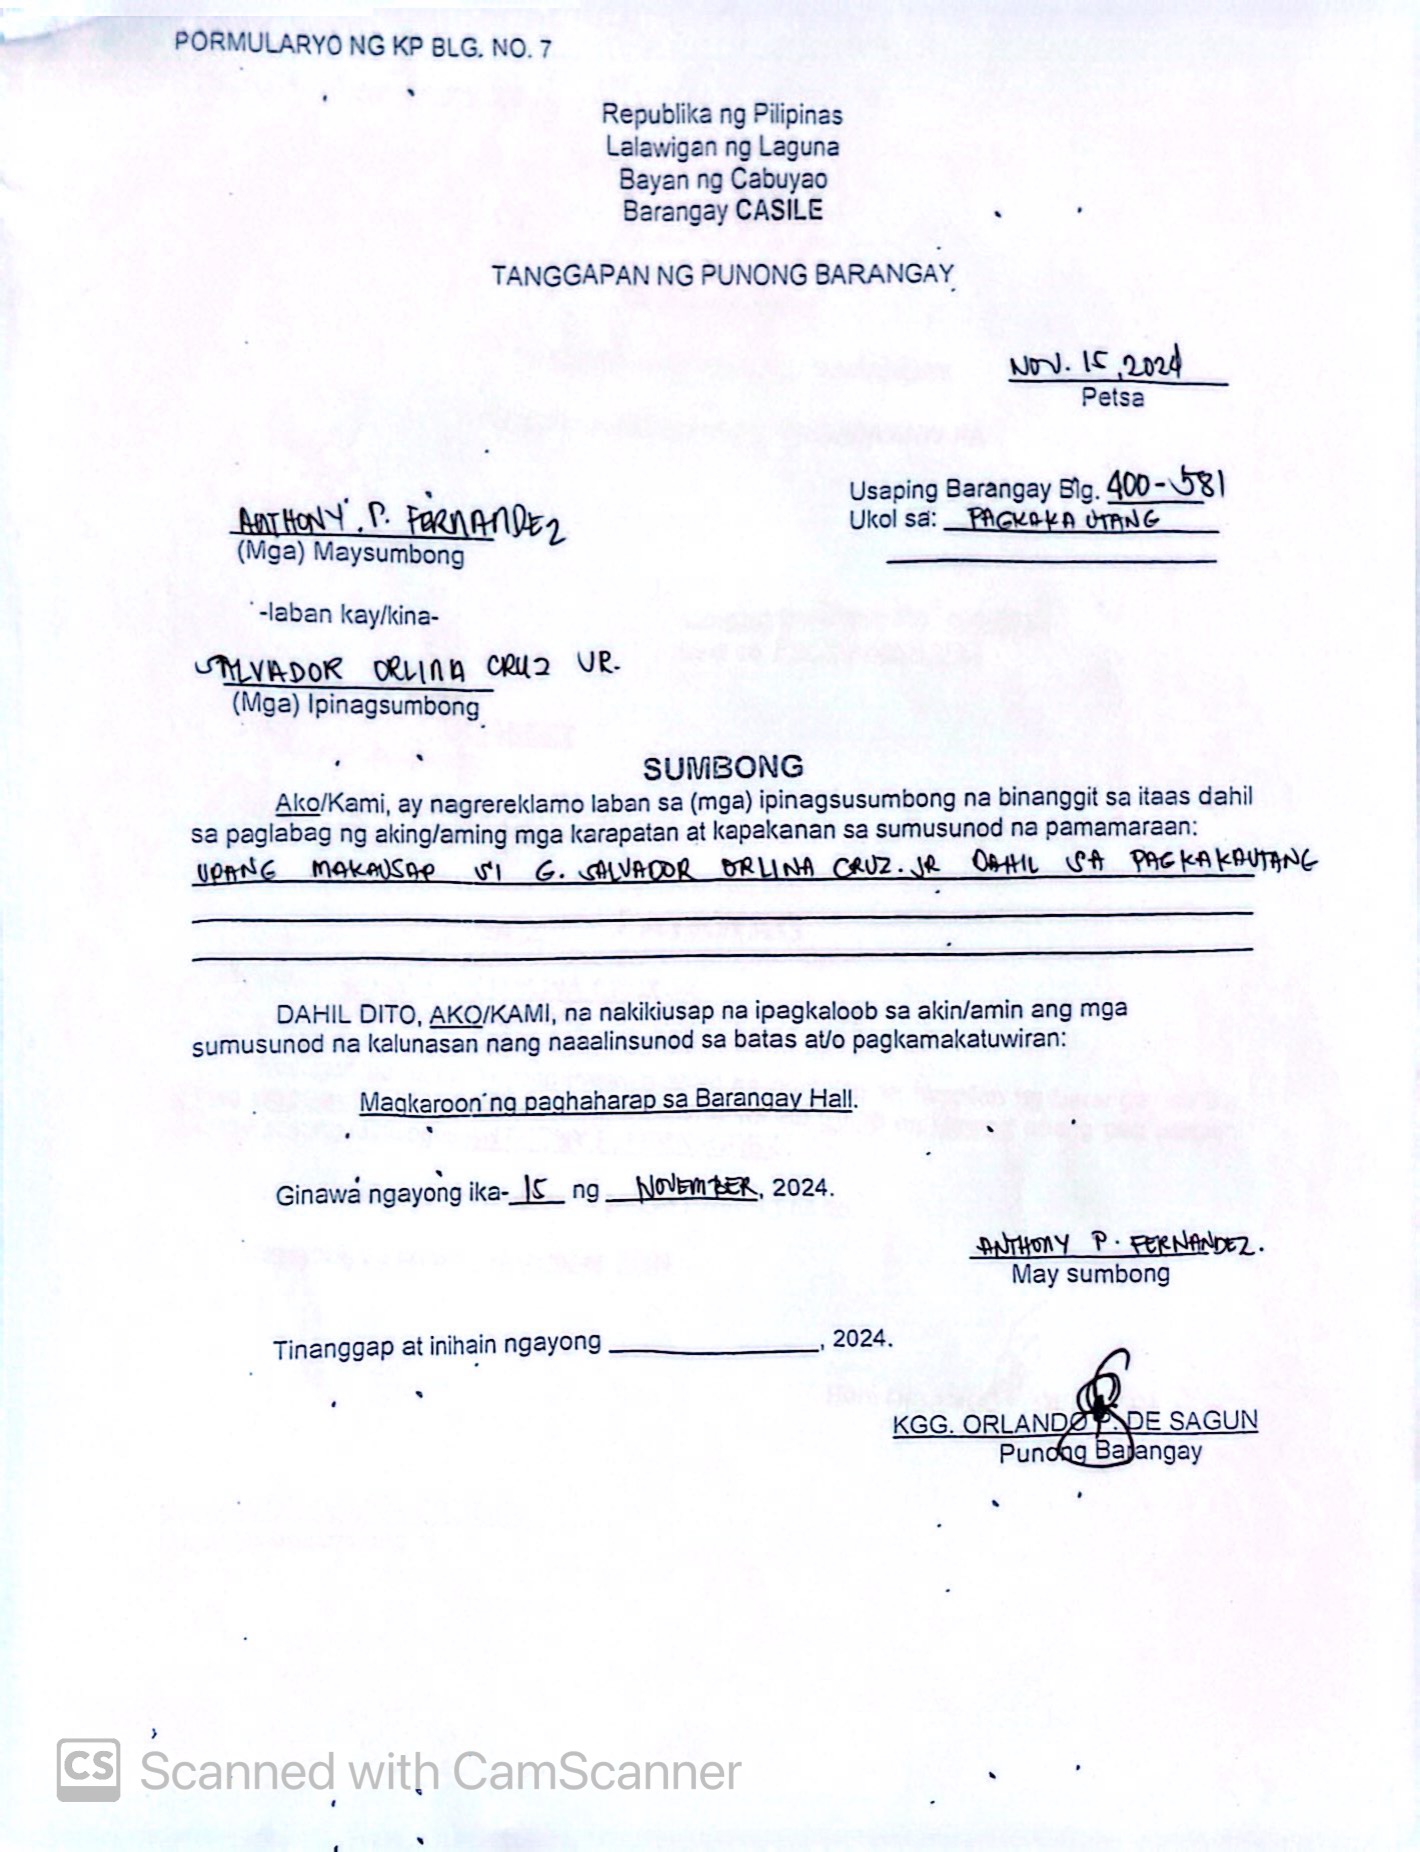 PORMULARYO NG KP BLG. NO. 7
Republika ng Pilipinas
Lalawigan ng Laguna
Bayan ng Cabuyao
Barangay CASILE
TANGGAPAN NG PUNONG BARANGAY
NOV. 15, 2024
Petsa
Usaping Barangay Blg. 400-581
Ukol sa: PAGKAKAUTANG
ANTHONY. P. FERNANDEZ
(Mga) Maysumbong
-laban kay/kina-
SALVADOR ORLINA CRUZ JR.
(Mga) Ipinagsumbong
SUMBONG
Ako/Kami, ay nagrereklamo laban sa (mga) ipinagsusumbong na binanggit sa itaas dahil
sa paglabag ng aking/aming mga karapatan at kapakanan sa sumusunod na pamamaraan:
UPANG MAKAUSAP SI G. SALVADOR ORLINA CRUZ. JR DAHIL SA PAGKAKAUTANG
DAHIL DITO, AKO/KAMI, na nakikiusap na ipagkaloob sa akin/amin ang mga
sumusunod na kalunasan nang naaalinsunod sa batas at/o pagkamakatuwiran:
Magkaroon ng paghaharap sa Barangay Hall.
Ginawa ngayong ika- 15 ng NOVEMBER, 2024.
ANTHONY P. FERNANDEZ.
May sumbong
Tinanggap at inihain ngayong ________________, 2024.
KGG. ORLANDO P. DE SAGUN
Punong Barangay
CS Scanned with CamScanner